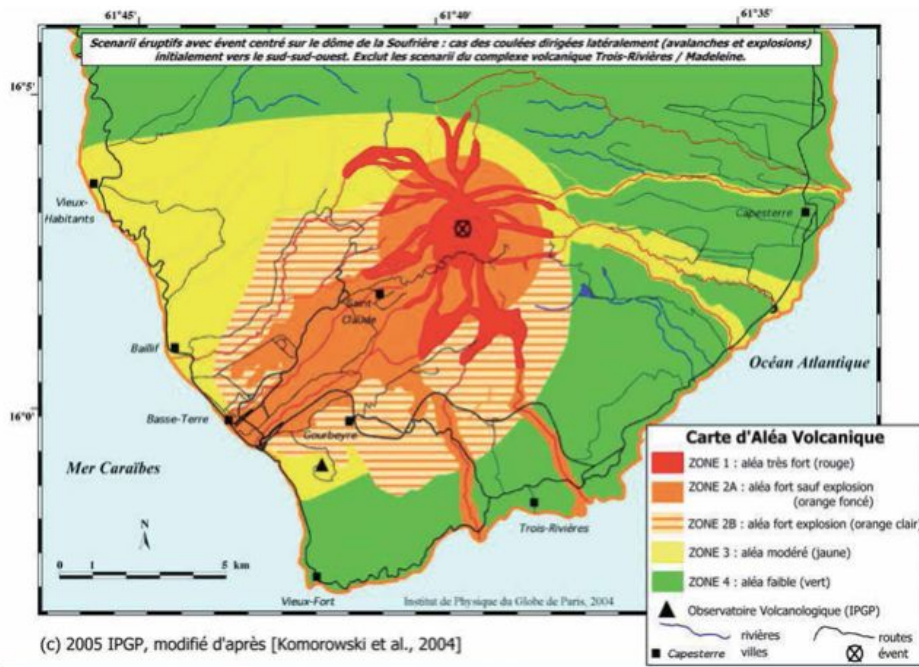 61°45'
61°40'
61°35'
Scenarii éruptifs avec évent centré sur le dôme de la Soufrière : cas des coulées dirigées latéralement (avalanches et explosions)
initialement vers le sud-sud-ouest. Exclut les scenarii du complexe volcanique Trois-Rivières / Madeleine.
16°5'
Vieux-
Habitants
Capesterre
Saint-
Claude
Baillif
Océan Atlantique
16°0'
Basse-Terre
Gourbeyre
Mer Caraïbes
Trois-Rivières
N
0 1 5
km
Vieux-Fort
Institut de Physique du Globe de Paris, 2004
Carte d'Aléa Volcanique
ZONE 1 : aléa très fort (rouge)
ZONE 2A : aléa fort sauf explosion
(orange foncé)
ZONE 2B : aléa fort explosion (orange clair)
ZONE 3 : aléa modéré (jaune)
ZONE 4 : aléa faible (vert)
Observatoire Volcanologique (IPGP)
rivières
routes
Capesterre villes
évent
(c) 2005 IPGP, modifié d'après [Komorowski et al., 2004]